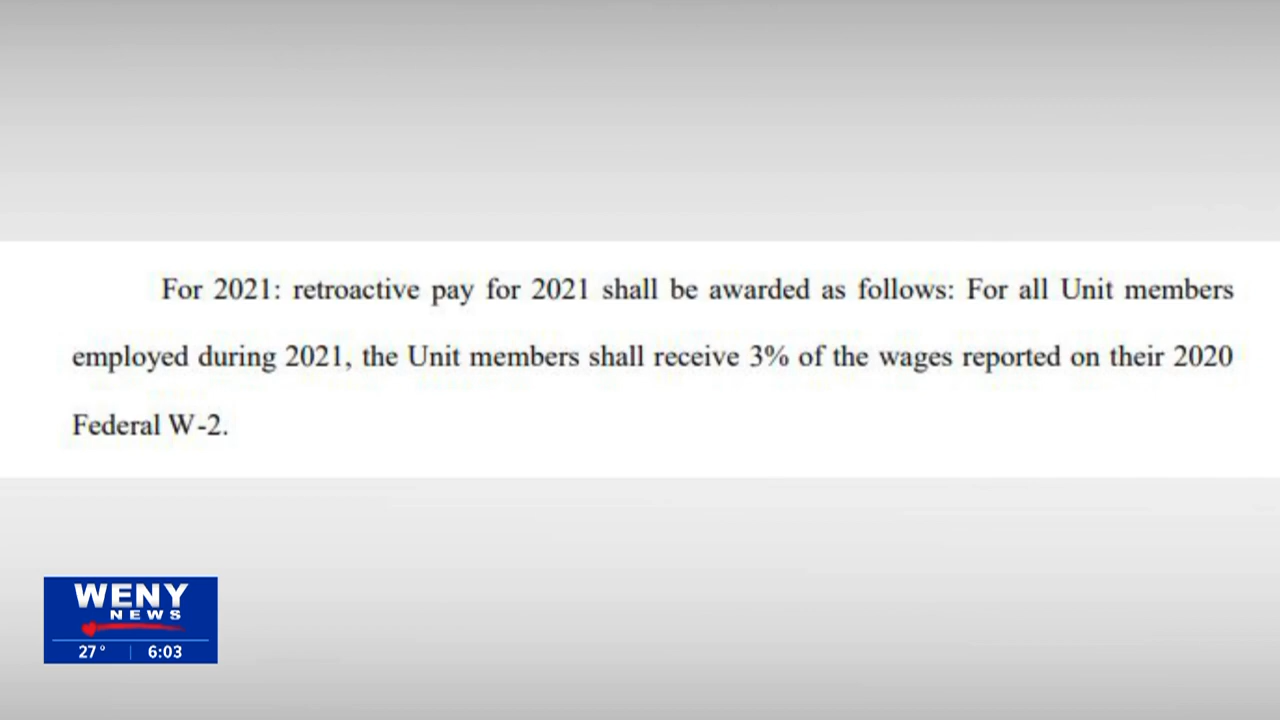 For 2021: retroactive pay for 2021 shall be awarded as follows: For all Unit members
employed during 2021, the Unit members shall receive 3% of the wages reported on their 2020
Federal W-2.
WENY
NEWS
27° | 6:03